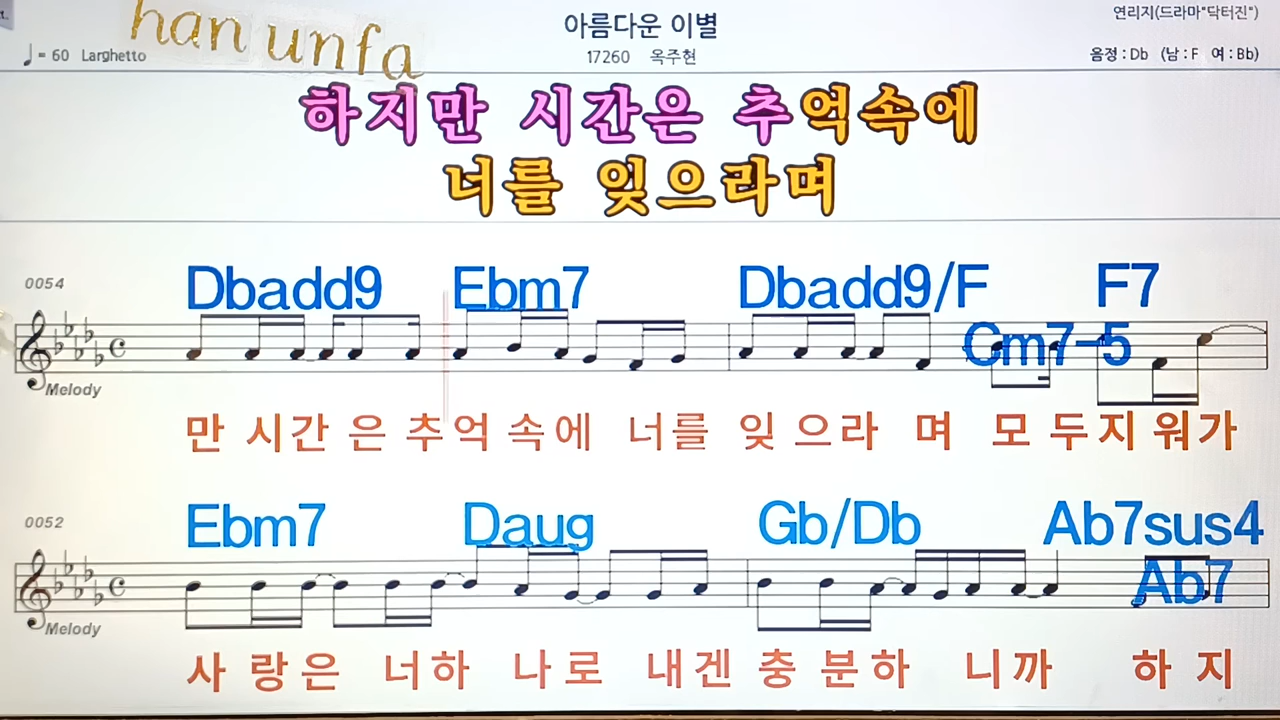 han unfa
아름다운 이별
연리지(드라마"닥터진")
♩= 60 Larghetto
17260 옥주현
음정 : Db (남 : F 여 : Bb)
하지만 시간은 추억속에
너를 잊으라며
0054
Dbadd9 Ebm7 Dbadd9/F F7
Cm7-5
Melody
만 시간 은 추억 속에 너를 잊 으라 며 모 두지 워가
0052
Ebm7 Daug Gb/Db Ab7sus4
Ab7
Melody
사 랑은 너하 나로 내겐 충 분하 니까 하 지